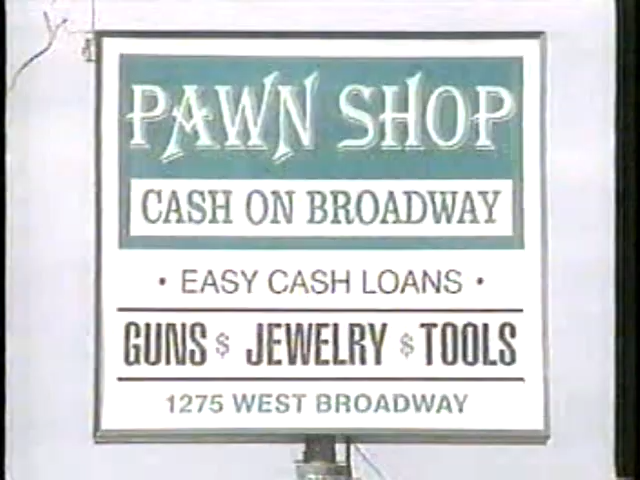 PAWN SHOP
CASH ON BROADWAY
• EASY CASH LOANS •
GUNS $ JEWELRY $ TOOLS
1275 WEST BROADWAY